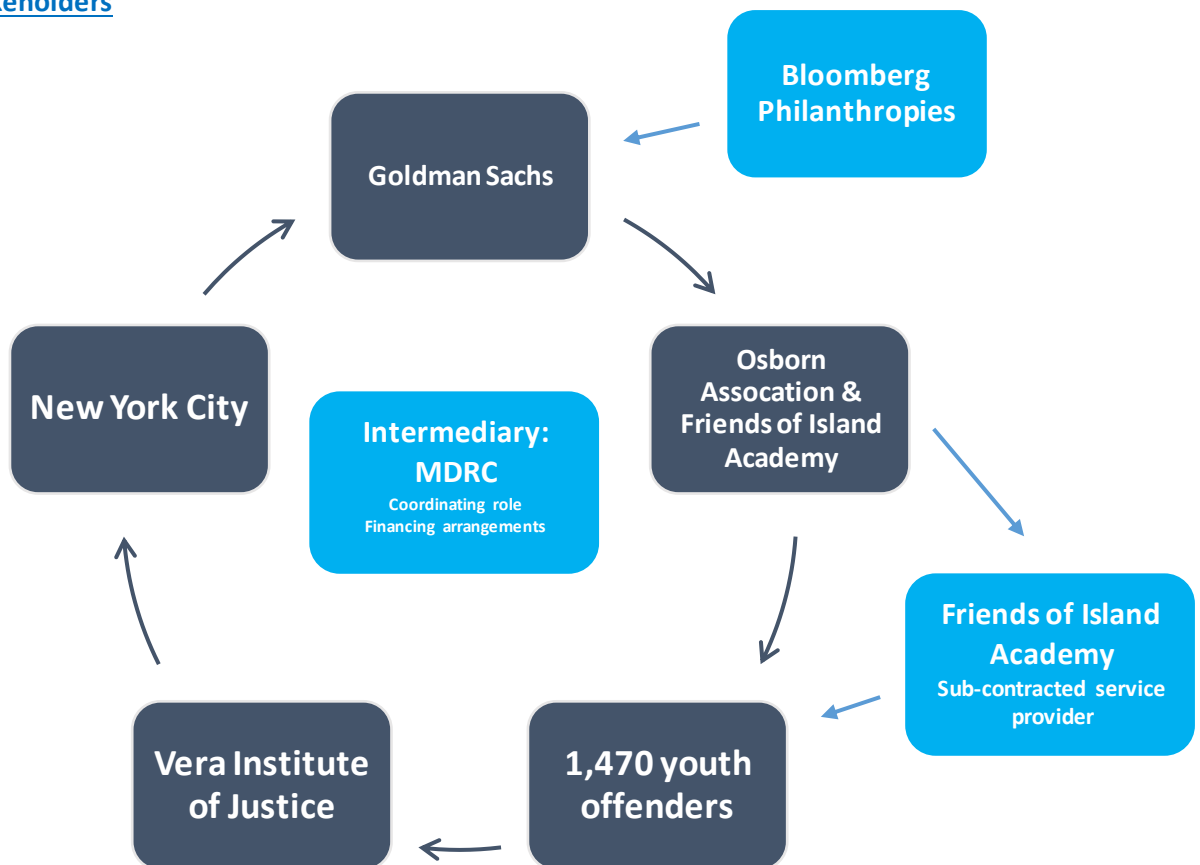 eholders
Bloomberg
Philanthropies
Goldman Sachs
Osborn
Assocation &
Friends of Island
Academy
New York City
Intermediary:
MDRC
Coordinating role
Financing arrangements
Friends of Island
Academy
Sub-contracted service
provider
Vera Institute
of Justice
1,470 youth
offenders